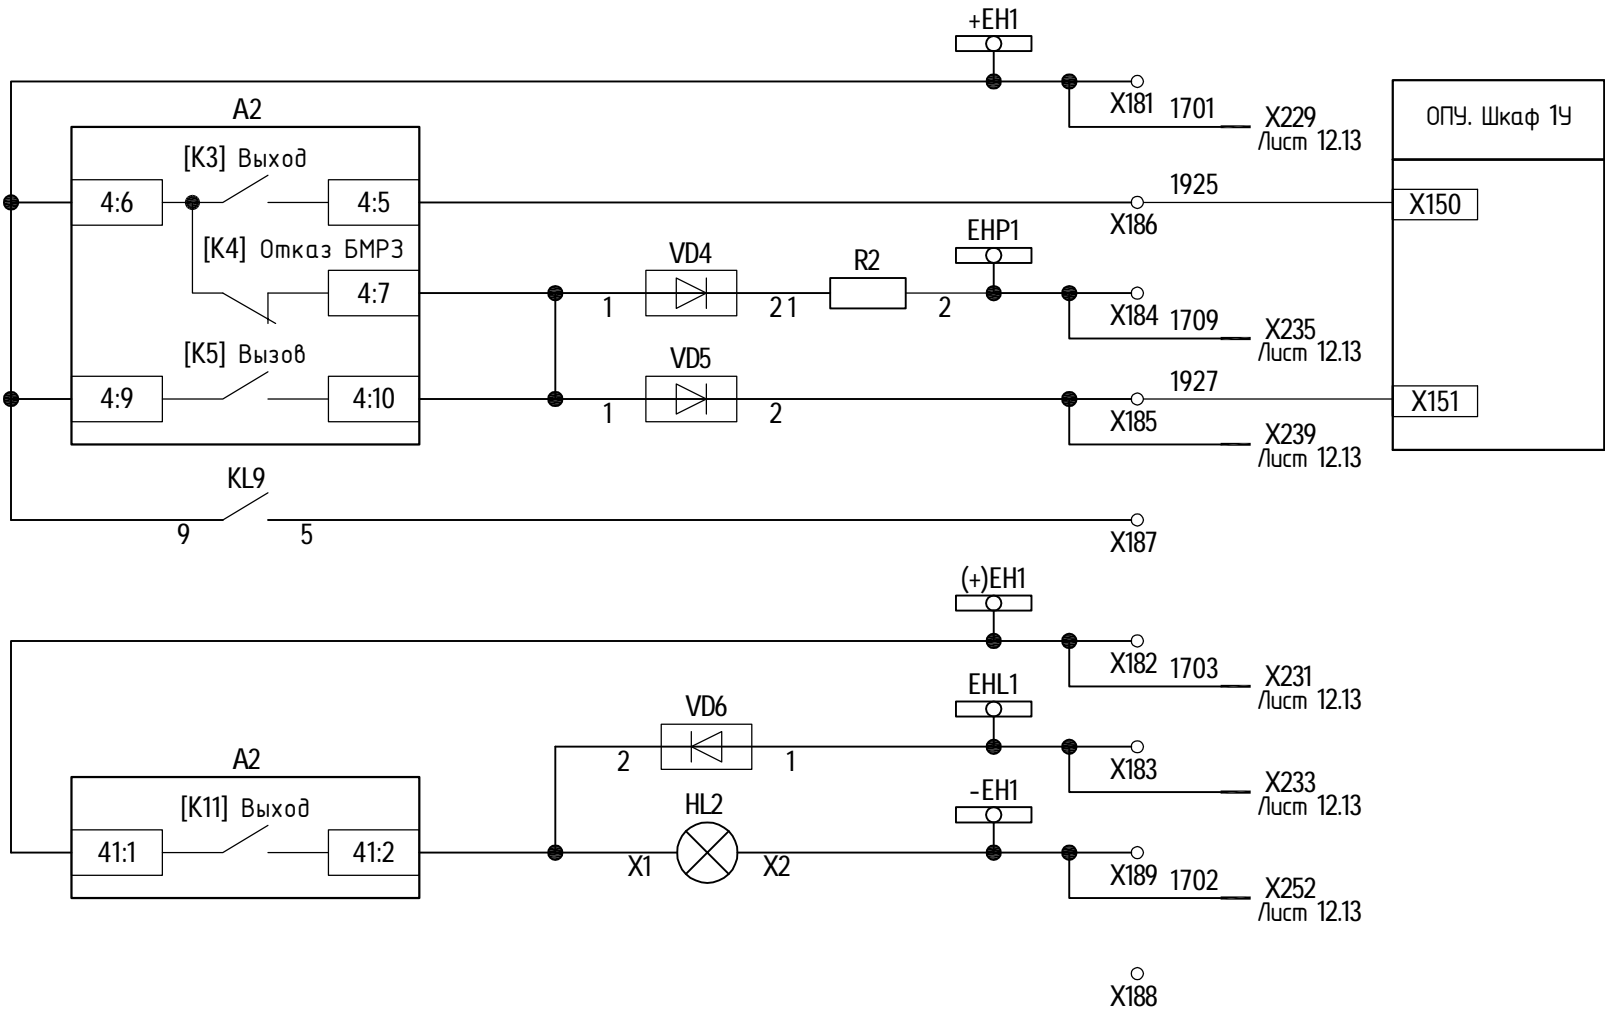 +EH1
X181 1701
X229
Лист 12.13
ОПУ. Шкаф 1У
A2
[K3] Выход
4:6
4:5
1925
X186
X150
[K4] Отказ БМРЗ
4:7
1
VD4
2
1
R2
2
EHP1
X184 1709
X235
Лист 12.13
[K5] Вызов
4:9
4:10
1
VD5
2
1927
X185
X151
X239
Лист 12.13
KL9
9
5
X187
(+)EH1
X182 1703
X231
Лист 12.13
EHL1
VD6
2
1
X183
X233
Лист 12.13
A2
[K11] Выход
41:1
41:2
HL2
X1
X2
-EH1
X189 1702
X252
Лист 12.13
X188